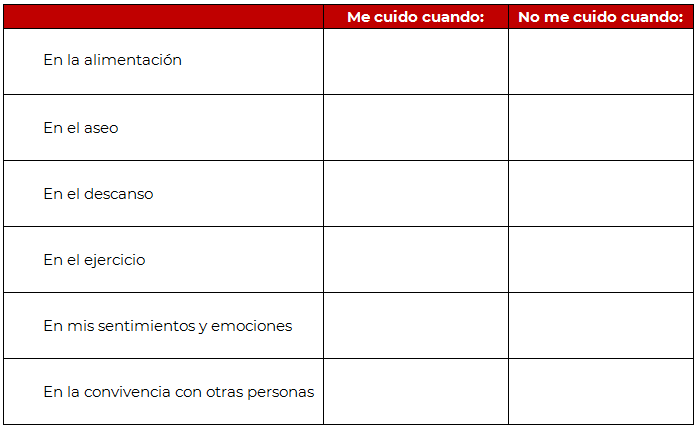 Me cuido cuando: No me cuido cuando:
En la alimentación
En el aseo
En el descanso
En el ejercicio
En mis sentimientos y emociones
En la convivencia con otras personas